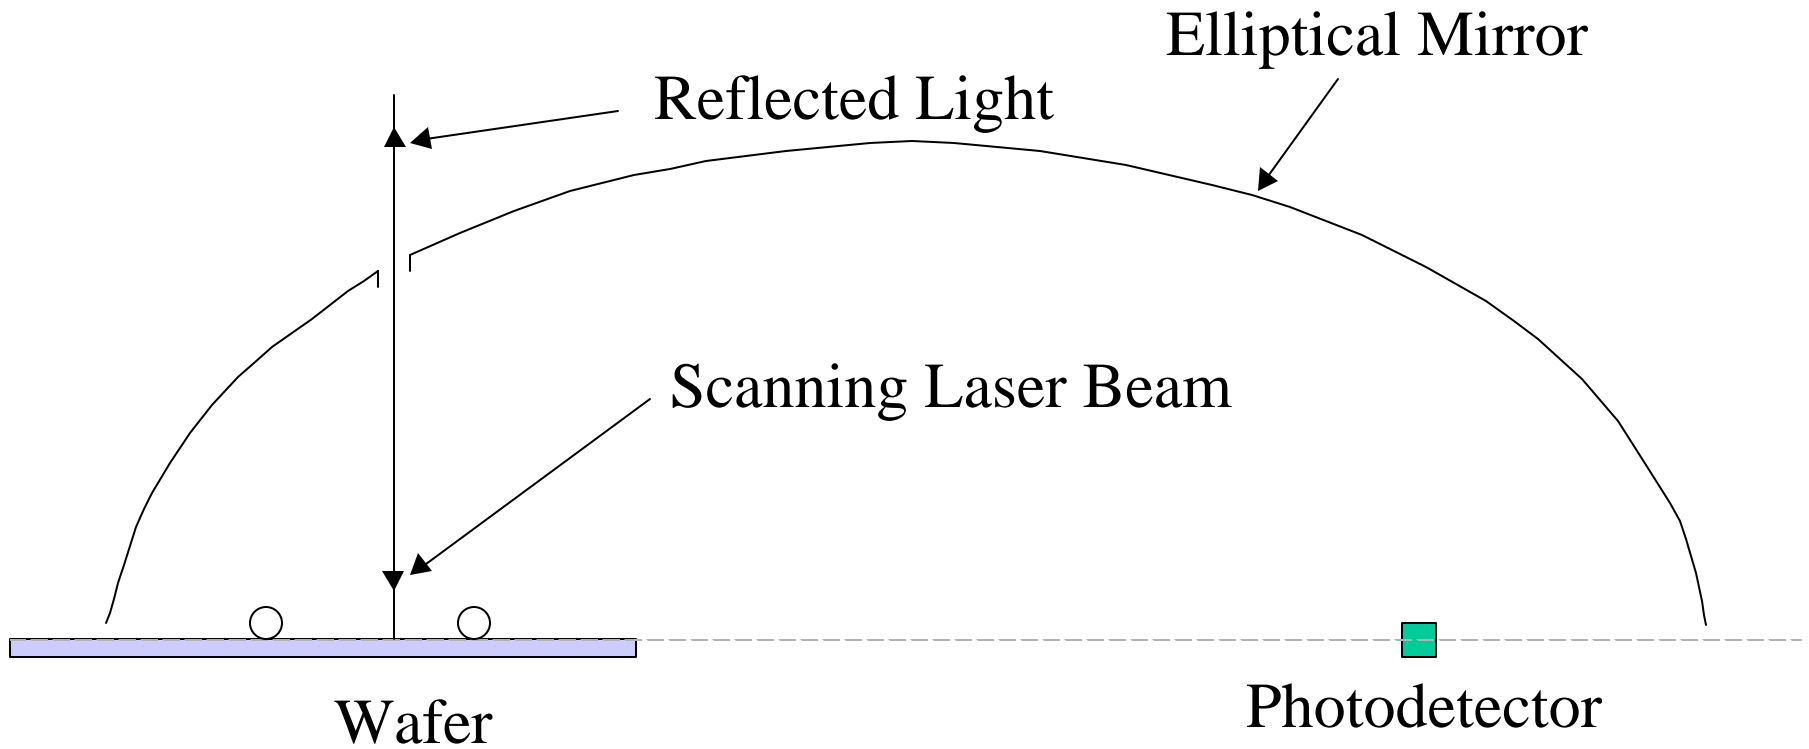 Elliptical Mirror
Reflected Light
Scanning Laser Beam
Wafer
Photodetector